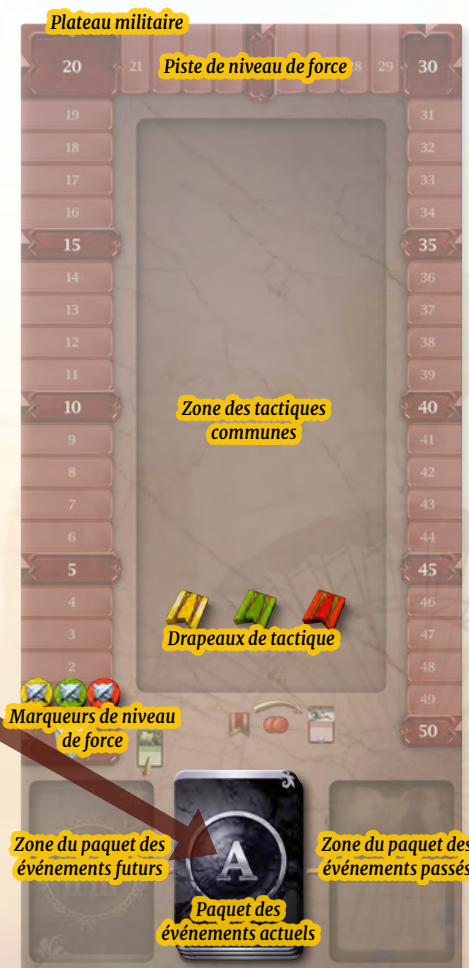 Plateau militaire
20 21 Piste de niveau de force 28 29 30
19 31
18 32
17 33
16 34
15 35
14 36
13 37
12 38
11 39
10 40
Zone des tactiques
communes
9 41
8 42
7 43
6 44
5 45
4 46
Drapeaux de tactique
3 47
2 48
49
Marqueurs de niveau
de force
50
Zone du paquet des
événements futurs
A
Zone du paquet des
événements passés
Paquet des
événements actuels